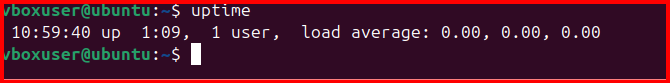 vboxuser@ubuntu:~$ uptime
 10:59:40 up  1:09,  1 user,  load average: 0.00, 0.00, 0.00
vboxuser@ubuntu:~$